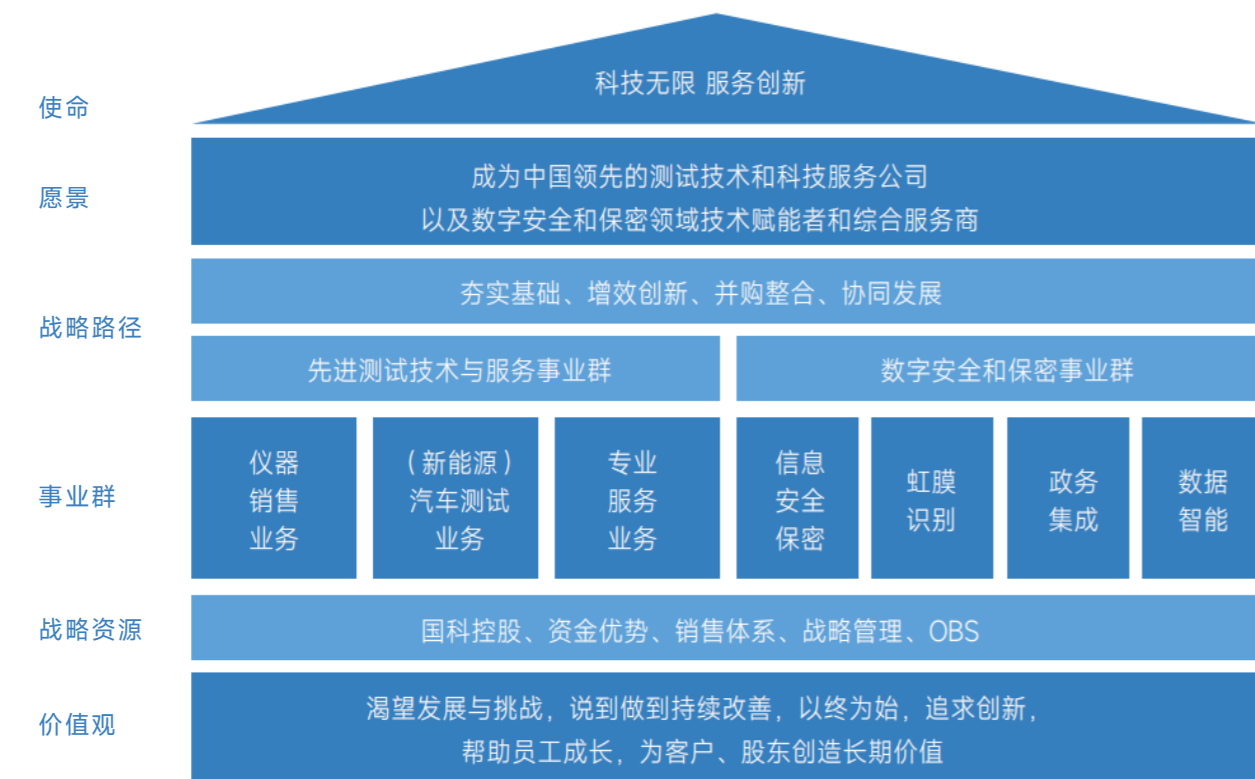 使命
科技无限 服务创新
愿景
成为中国领先的测试技术和科技服务公司
以及数字安全和保密领域技术赋能者和综合服务商
战略路径
夯实基础、增效创新、并购整合、协同发展
先进测试技术与服务事业群
数字安全和保密事业群
事业群
仪器
销售
业务
（新能源）
汽车测试
业务
专业
服务
业务
信息
安全
保密
虹膜
识别
政务
集成
数据
智能
战略资源
国科控股、资金优势、销售体系、战略管理、OBS
价值观
渴望发展与挑战，说到做到持续改善，以终为始，追求创新，
帮助员工成长，为客户、股东创造长期价值